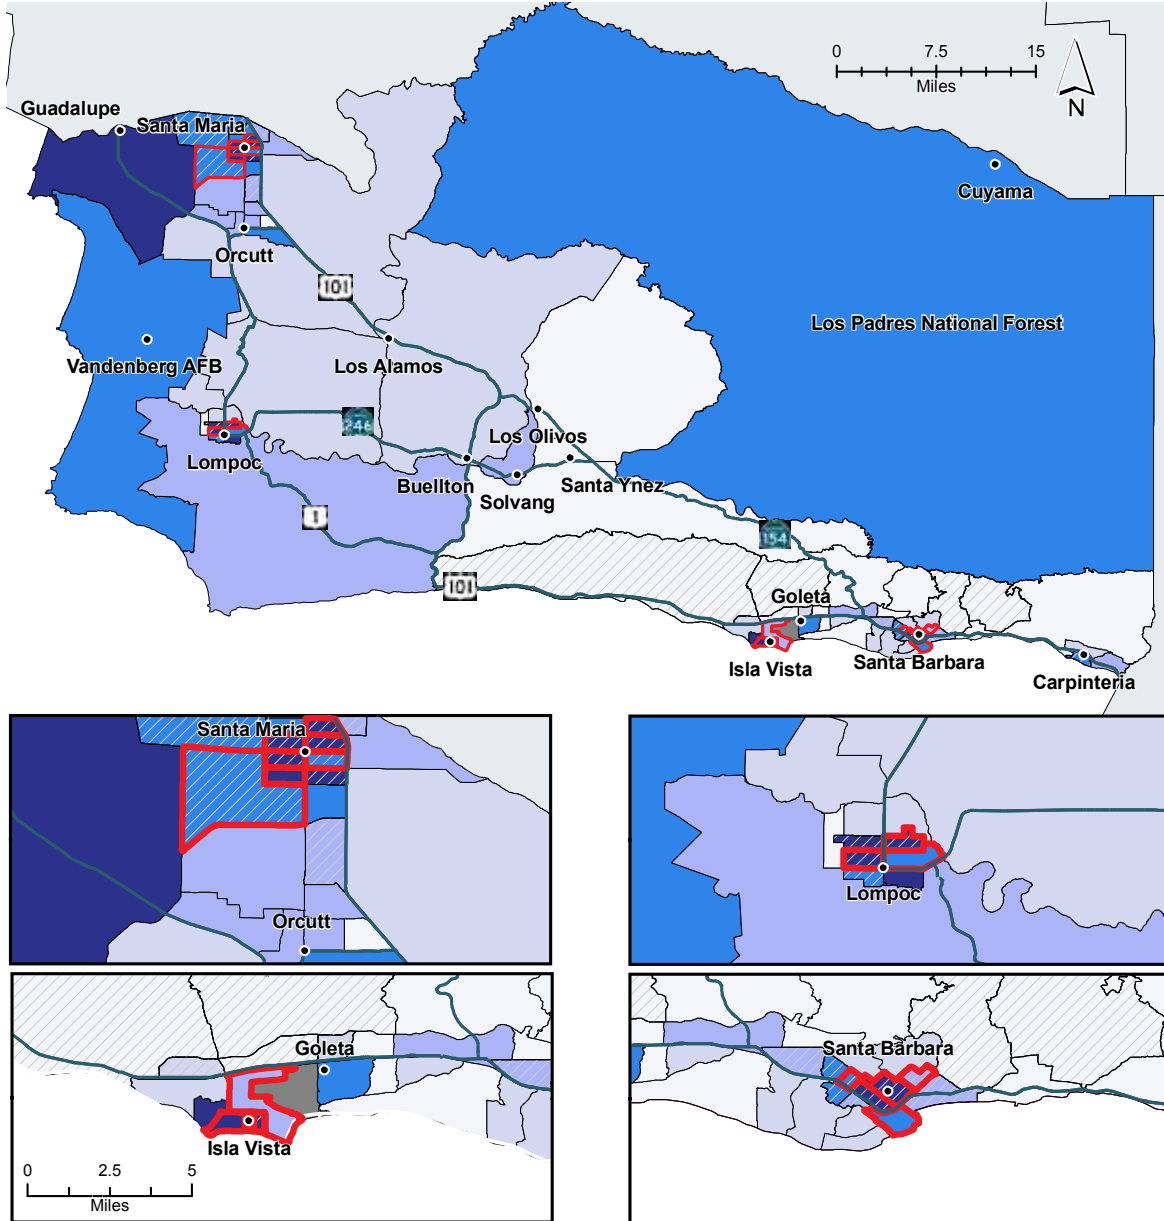 0 7.5 15
Miles
N
Guadalupe
Santa Maria
Cuyama
Orcutt
101
Los Padres National Forest
Vandenberg AFB
Los Alamos
246
Los Olivos
Lompoc
Buellton
Santa Ynez
Solvang
1
154
101
Goleta
Isla Vista
Santa Barbara
Carpinteria
Santa Maria
Orcutt
Lompoc
Goleta
Isla Vista
0 2.5 5
Miles
Santa Barbara